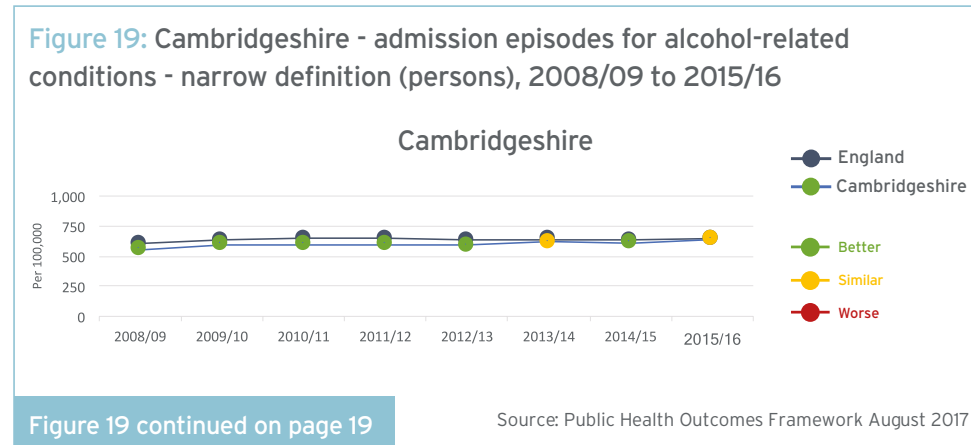 Figure 19: Cambridgeshire - admission episodes for alcohol-related
conditions - narrow definition (persons), 2008/09 to 2015/16
Cambridgeshire
England
Cambridgeshire
Better
Similar
Worse
Per 100,000
1,000
750
500
250
0
2008/09 2009/10 2010/11 2011/12 2012/13 2013/14 2014/15 2015/16
Figure 19 continued on page 19
Source: Public Health Outcomes Framework August 2017